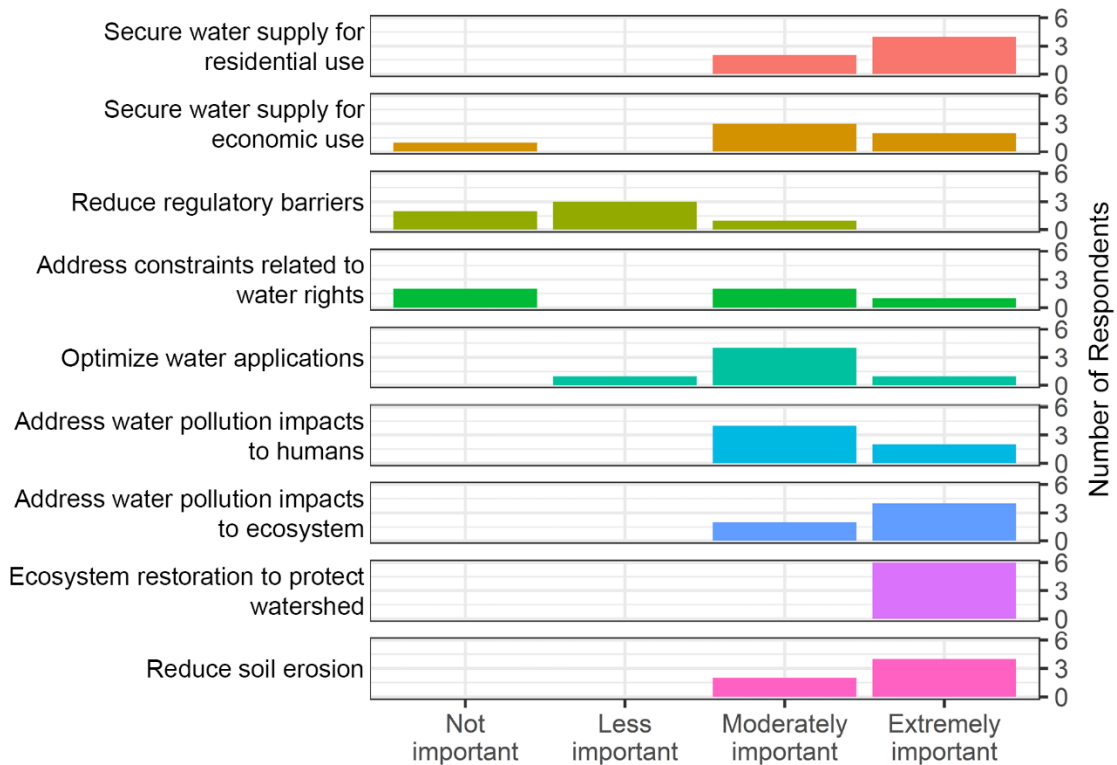 Secure water supply for
residential use
6
3
0
Secure water supply for
economic use
6
3
0
Reduce regulatory barriers
6
3
0
Address constraints related to
water rights
6
3
0
Optimize water applications
6
3
0
Address water pollution impacts
to humans
6
3
0
Address water pollution impacts
to ecosystem
6
3
0
Ecosystem restoration to protect
watershed
6
3
0
Reduce soil erosion
6
3
0
Number of Respondents
Not
important
Less
important
Moderately
important
Extremely
important